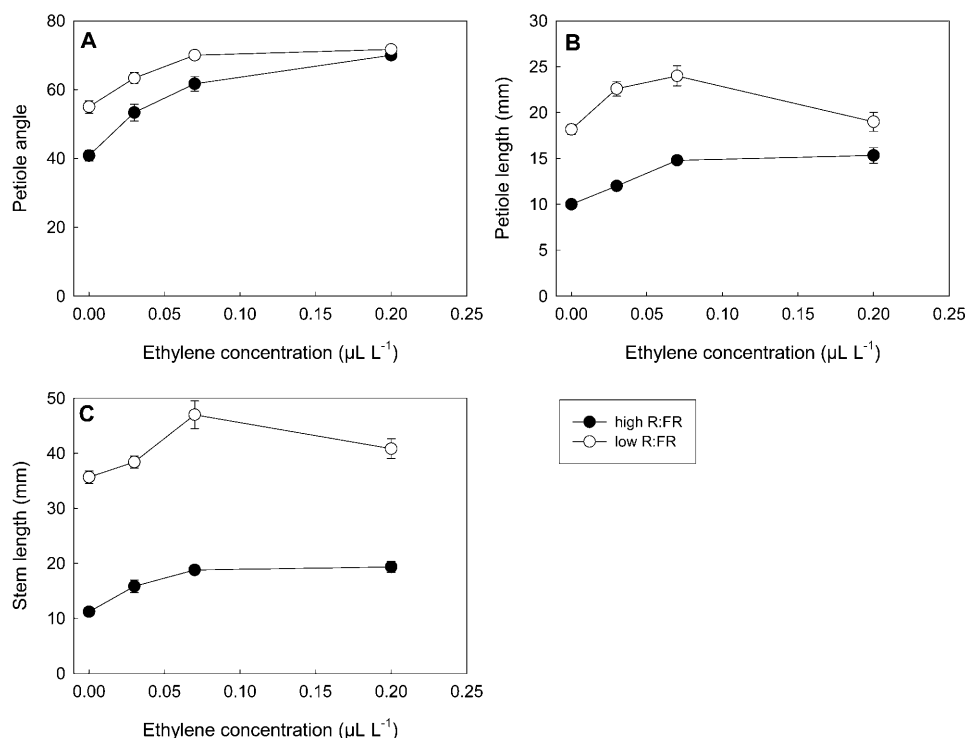 A
80
60
40
20
0
Petiole angle
0.00 0.05 0.10 0.15 0.20 0.25
Ethylene concentration (µL L⁻¹)
B
30
25
20
15
10
5
0
Petiole length (mm)
0.00 0.05 0.10 0.15 0.20 0.25
Ethylene concentration (µL L⁻¹)
C
50
40
30
20
10
0
Stem length (mm)
0.00 0.05 0.10 0.15 0.20 0.25
Ethylene concentration (µL L⁻¹)
high R:FR
low R:FR